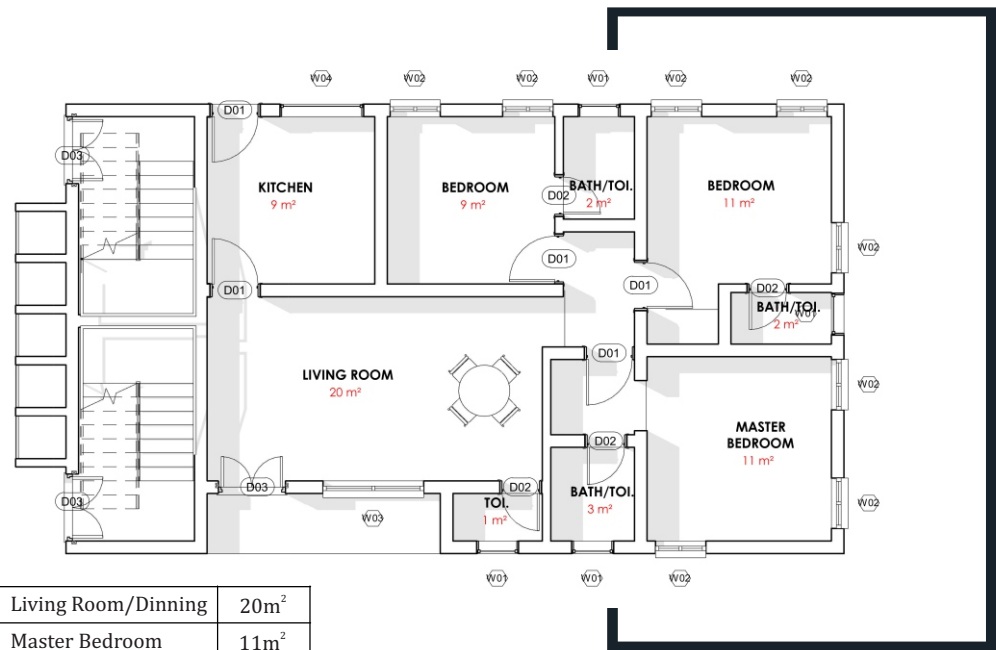 W04
W02
W02
W01
W02
W02
D01
D03
KITCHEN
9 m²
BEDROOM
9 m²
D02
BATH/TOI.
2 m²
BEDROOM
11 m²
W02
D01
D01
D01
D02
BATH/TOI.
2 m²
W01
D01
LIVING ROOM
20 m²
W02
MASTER
BEDROOM
11 m²
D02
D03
D03
W03
D02
TOI.
1 m²
BATH/TOI.
3 m²
W02
W01
W01
W02
Living Room/Dinning 20m²
Master Bedroom 11m²